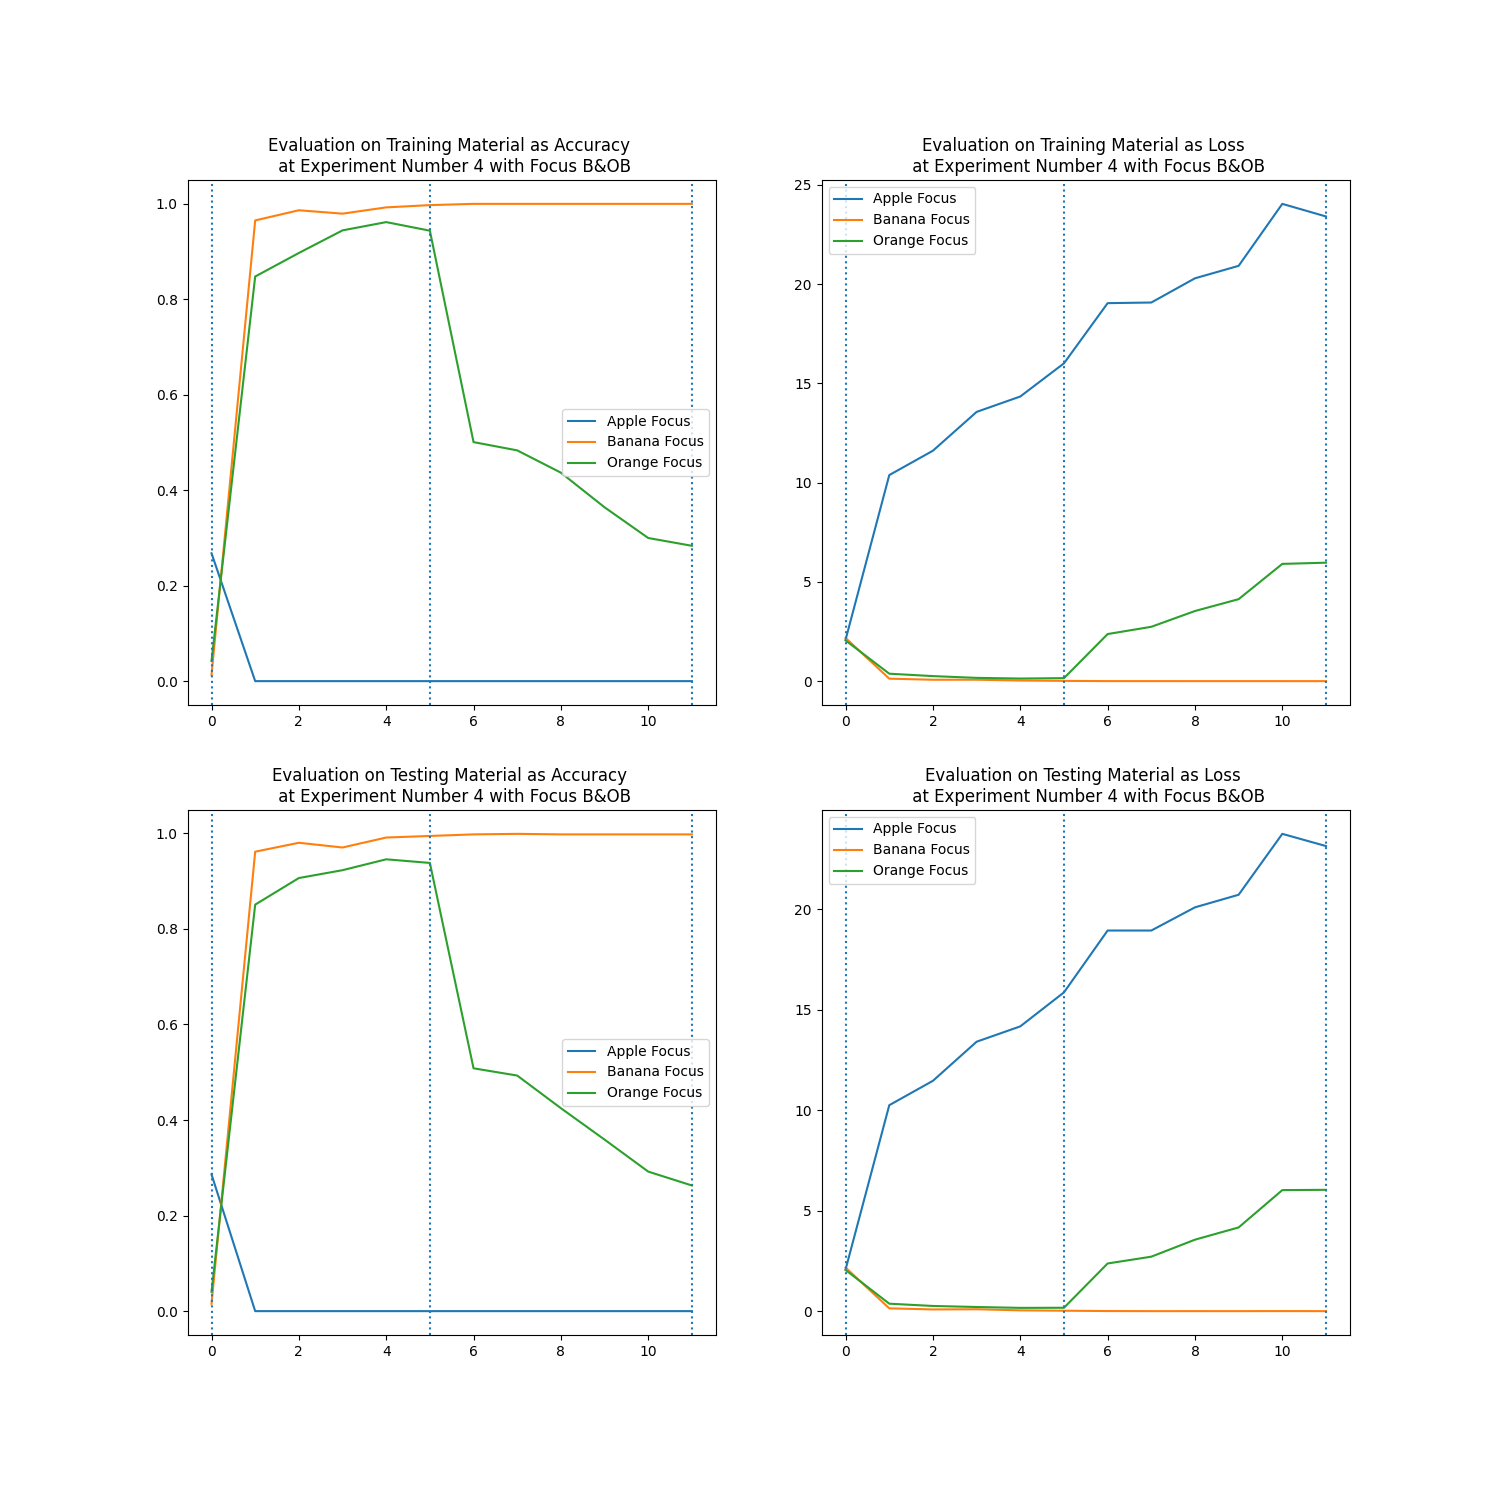 Evaluation on Training Material as Accuracy
at Experiment Number 4 with Focus B&OB
1.0
0.8
0.6
0.4
0.2
0.0
0 2 4 6 8 10
Apple Focus
Banana Focus
Orange Focus
Evaluation on Training Material as Loss
at Experiment Number 4 with Focus B&OB
25
20
15
10
5
0
0 2 4 6 8 10
Apple Focus
Banana Focus
Orange Focus
Evaluation on Testing Material as Accuracy
at Experiment Number 4 with Focus B&OB
1.0
0.8
0.6
0.4
0.2
0.0
0 2 4 6 8 10
Apple Focus
Banana Focus
Orange Focus
Evaluation on Testing Material as Loss
at Experiment Number 4 with Focus B&OB
20
15
10
5
0
0 2 4 6 8 10
Apple Focus
Banana Focus
Orange Focus